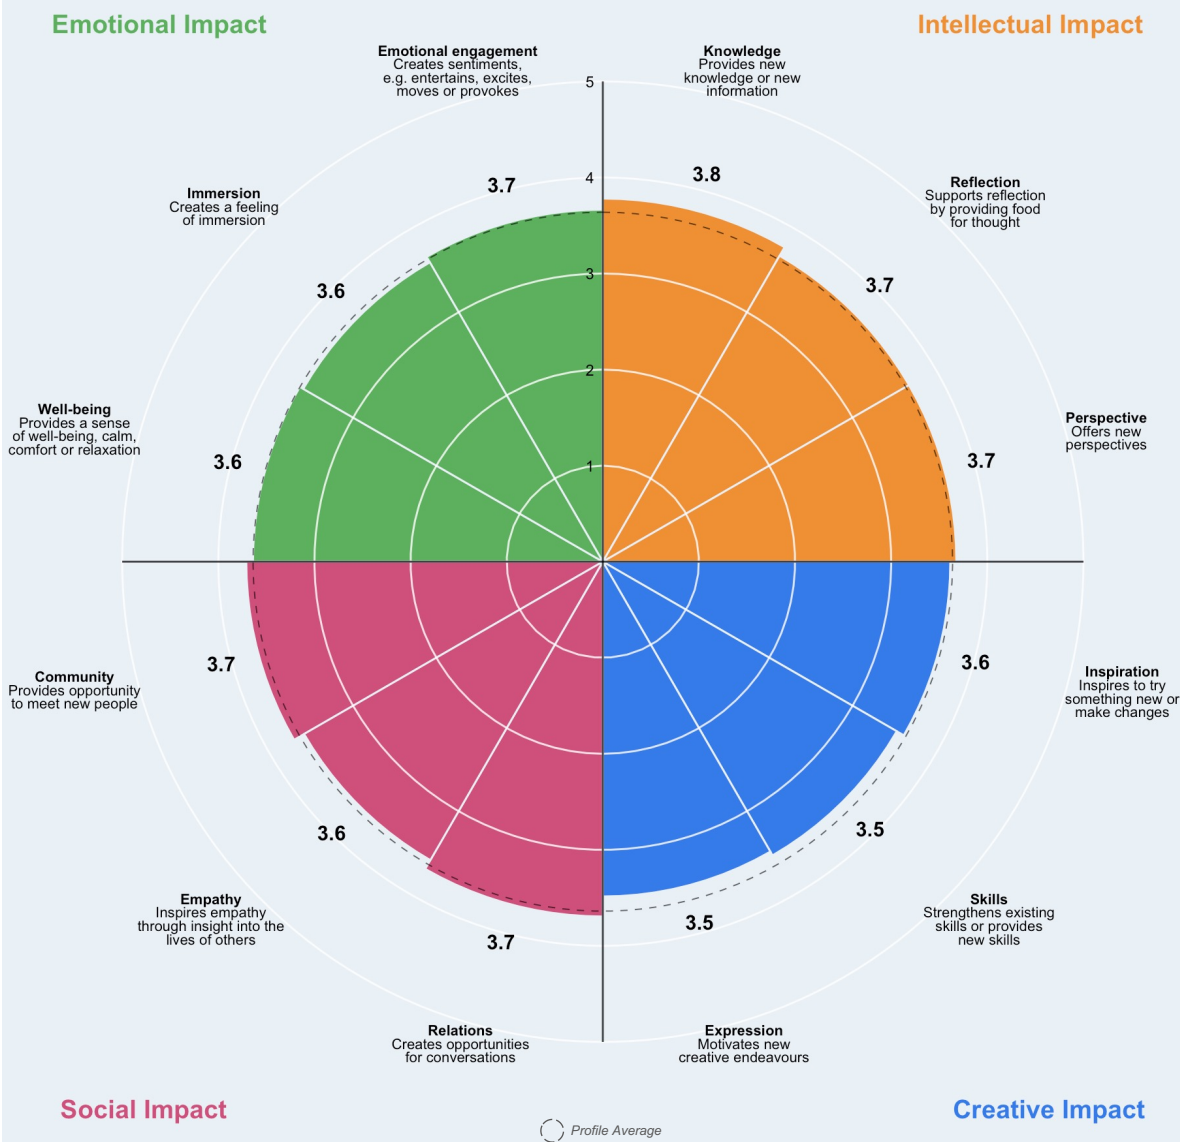 Emotional Impact
Intellectual Impact
Emotional engagement
Creates sentiments,
e.g. entertains, excites,
moves or provokes
Knowledge
Provides new
knowledge or new
information
5
4
3
2
1
3.7
3.8
Immersion
Creates a feeling
of immersion
Reflection
Supports reflection
by providing food
for thought
3.6
3.7
Well-being
Provides a sense
of well-being, calm,
comfort or relaxation
Perspective
Offers new
perspectives
3.6
3.7
Community
Provides opportunity
to meet new people
3.7
3.6
Inspiration
Inspires to try
something new or
make changes
3.6
3.5
Empathy
Inspires empathy
through insight into the
lives of others
Skills
Strengthens existing
skills or provides
new skills
3.7
3.5
Relations
Creates opportunities
for conversations
Expression
Motivates new
creative endeavours
Social Impact
Creative Impact
Profile Average